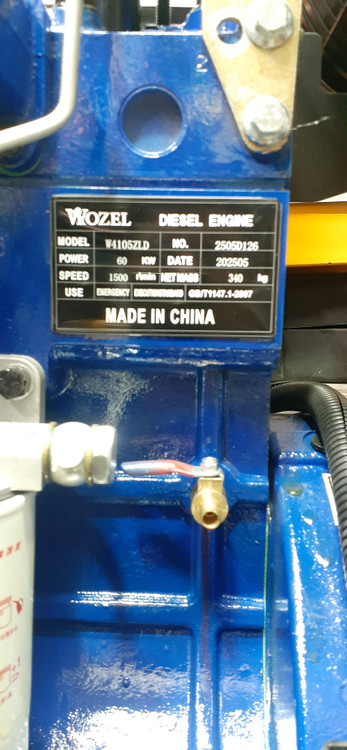 2
WOZEL DIESEL ENGINE
MODEL W4105ZLD NO. 2505D126
POWER 60 KW DATE 202505
SPEED 1500 r/min NET MASS 340 kg
USE EMERGENCY GB/T1147.1-2007
MADE IN CHINA